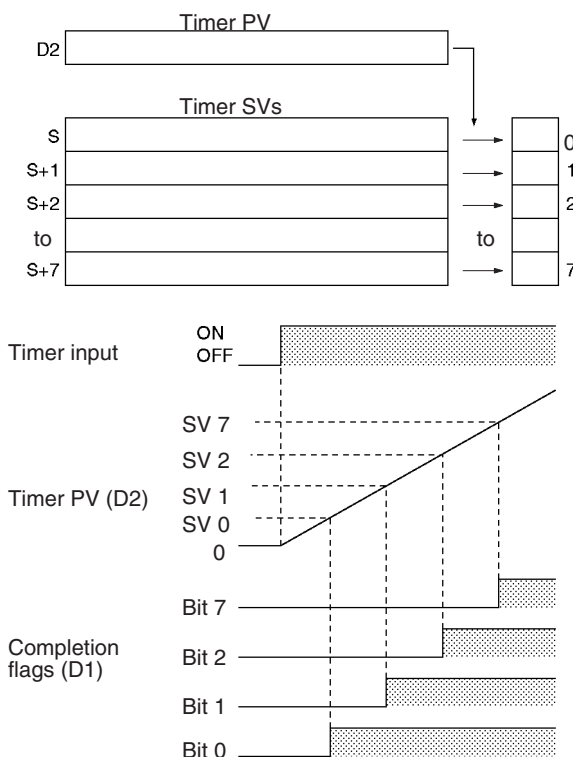 Timer PV
D2
Timer SVs
S 0
S+1 1
S+2 2
to to
S+7 7
ON
Timer input OFF
SV 7
SV 2
SV 1
Timer PV (D2)
SV 0
0
Bit 7
Completion
flags (D1)
Bit 2
Bit 1
Bit 0